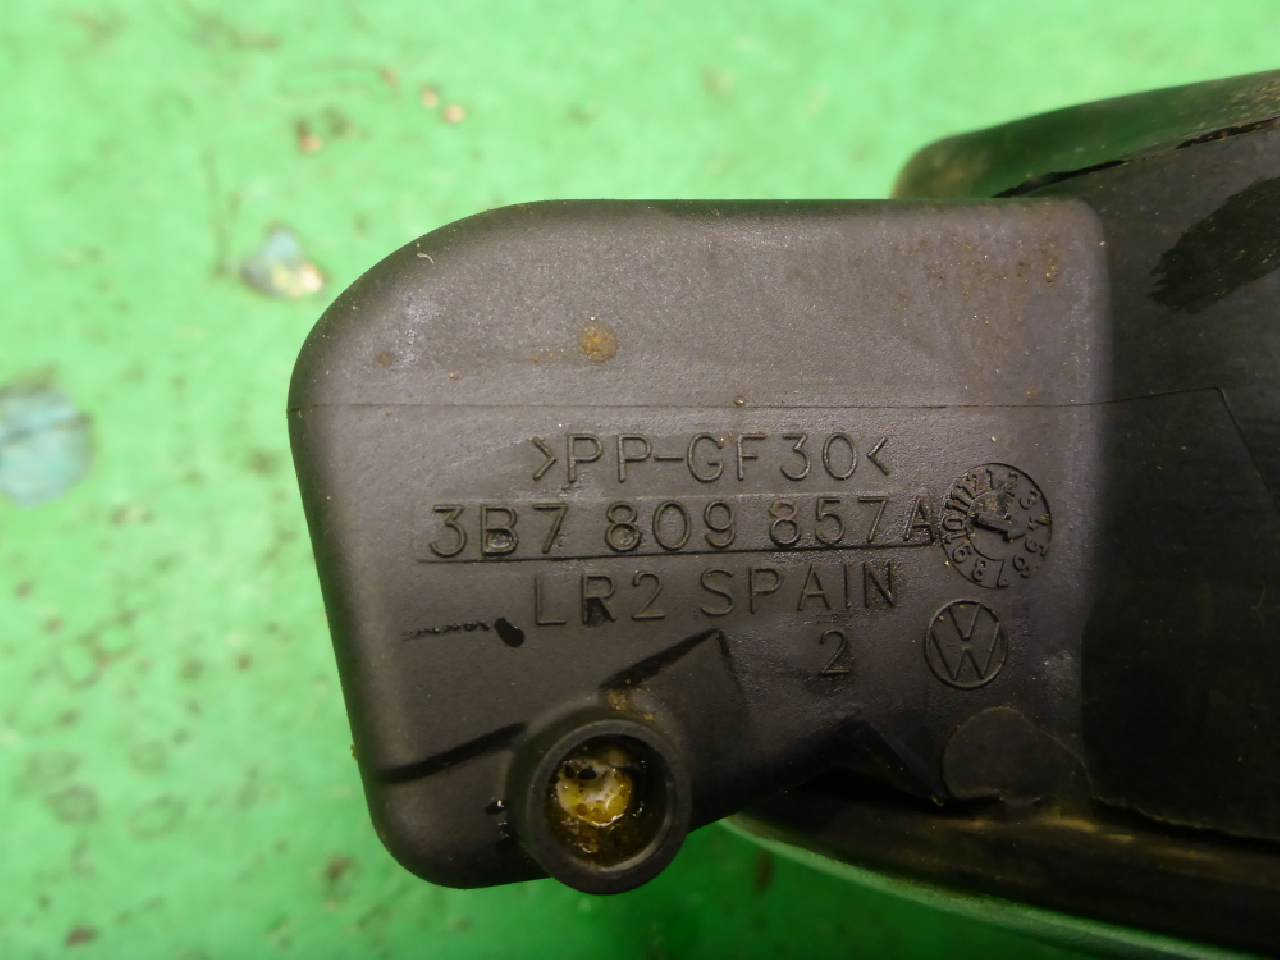 >PP-GF30<
3B7 809 857A
LR2 SPAIN
2